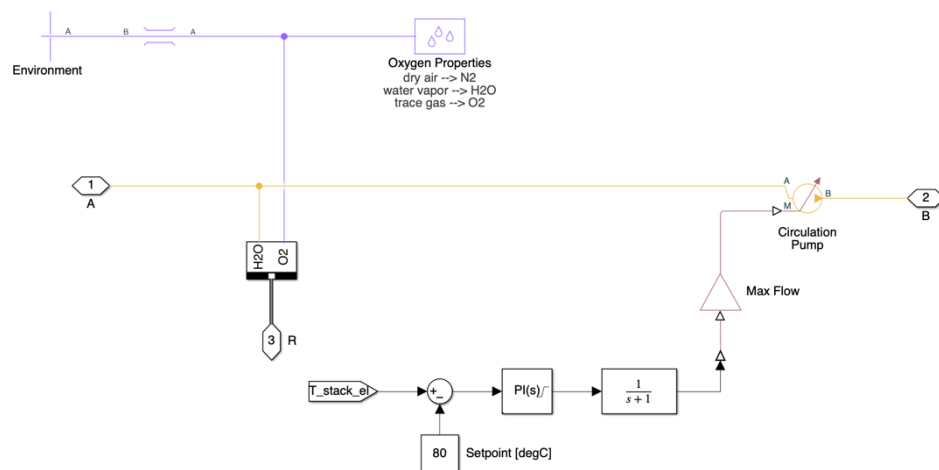 A
B
A
Environment
Oxygen Properties
dry air --> N2
water vapor --> H2O
trace gas --> O2
1
A
A
M
B
2
B
Circulation
Pump
H2O
O2
Max Flow
3
R
T_stack_el
+
−
PI(s)
1
s + 1
80
Setpoint [degC]